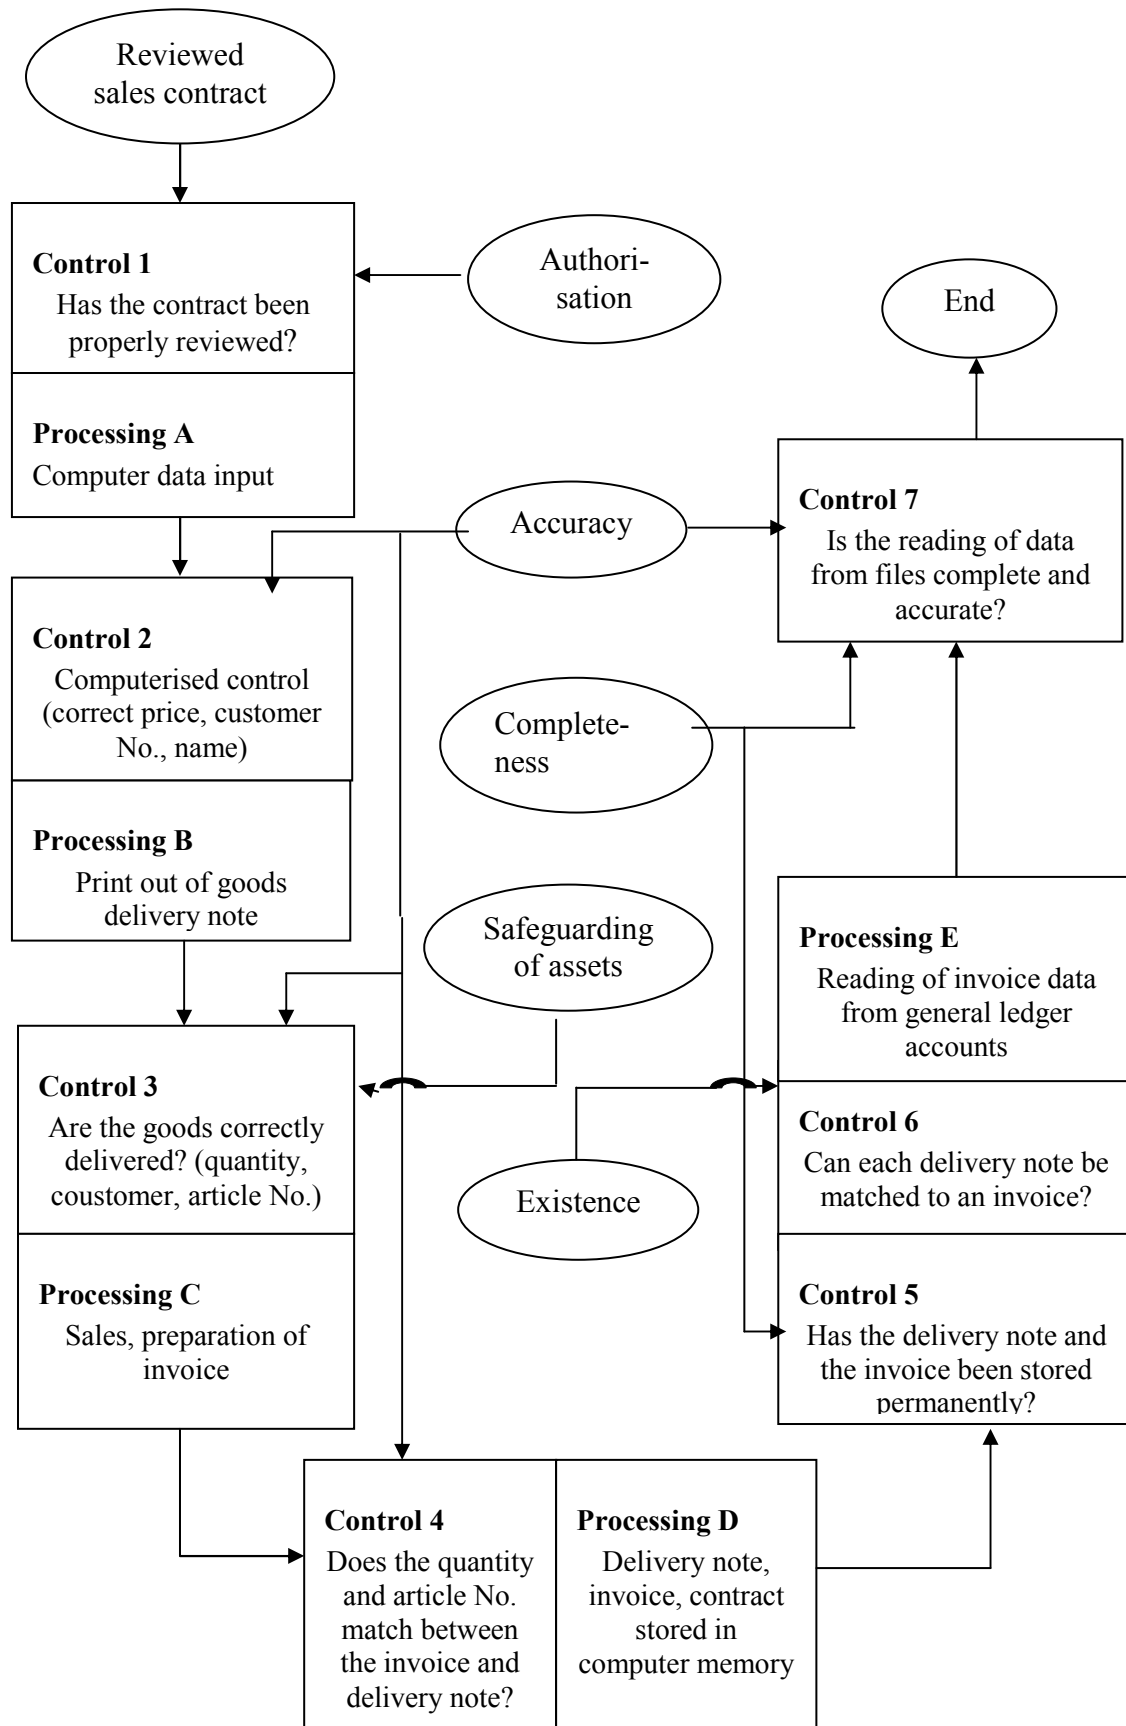 Reviewed
sales contract
Control 1
Has the contract been
properly reviewed?
Authori-
sation
End
Processing A
Computer data input
Accuracy
Control 7
Is the reading of data
from files complete and
accurate?
Control 2
Computerised control
(correct price, customer
No., name)
Complete-
ness
Processing B
Print out of goods
delivery note
Safeguarding
of assets
Processing E
Reading of invoice data
from general ledger
accounts
Control 3
Are the goods correctly
delivered? (quantity,
coustomer, article No.)
Control 6
Can each delivery note be
matched to an invoice?
Existence
Processing C
Sales, preparation of
invoice
Control 5
Has the delivery note and
the invoice been stored
permanently?
Control 4
Does the quantity
and article No.
match between
the invoice and
delivery note?
Processing D
Delivery note,
invoice, contract
stored in
computer memory